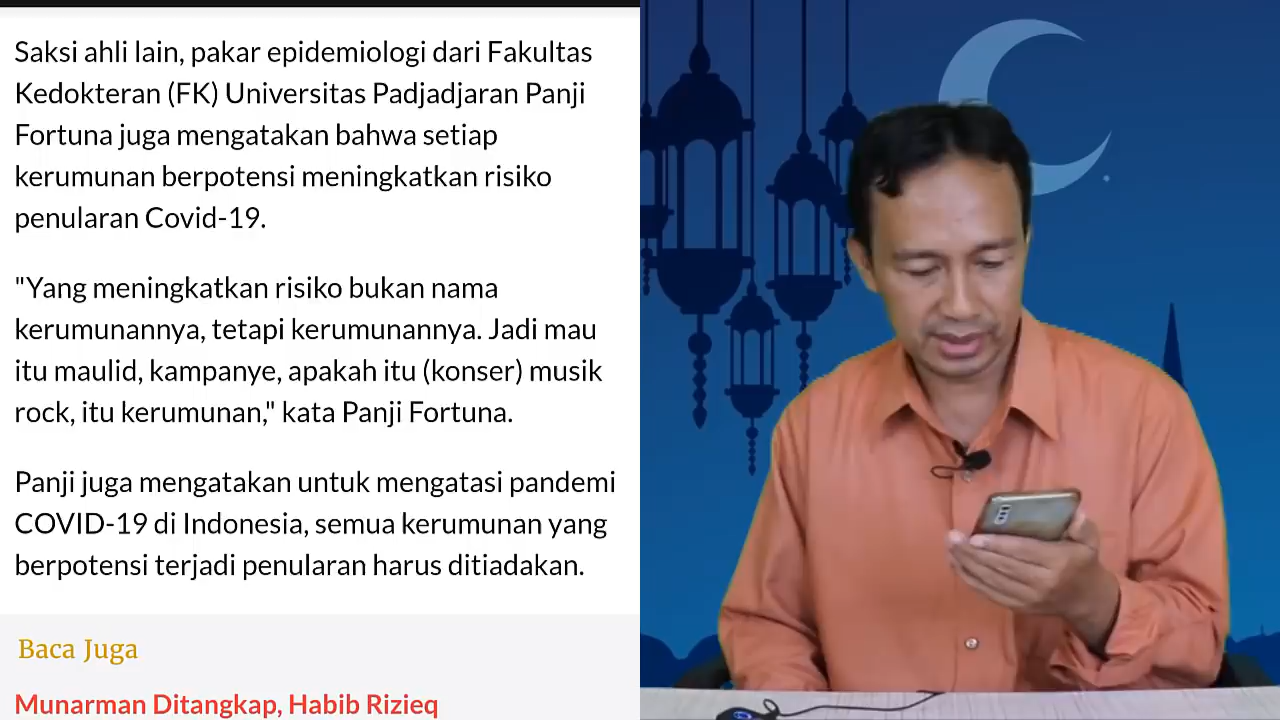 Saksi ahli lain, pakar epidemiologi dari Fakultas
Kedokteran (FK) Universitas Padjadjaran Panji
Fortuna juga mengatakan bahwa setiap
kerumunan berpotensi meningkatkan risiko
penularan Covid-19.
"Yang meningkatkan risiko bukan nama
kerumunannya, tetapi kerumunannya. Jadi mau
itu maulid, kampanye, apakah itu (konser) musik
rock, itu kerumunan," kata Panji Fortuna.
Panji juga mengatakan untuk mengatasi pandemi
COVID-19 di Indonesia, semua kerumunan yang
berpotensi terjadi penularan harus ditiadakan.
Baca Juga
Munarman Ditangkap, Habib Rizieq